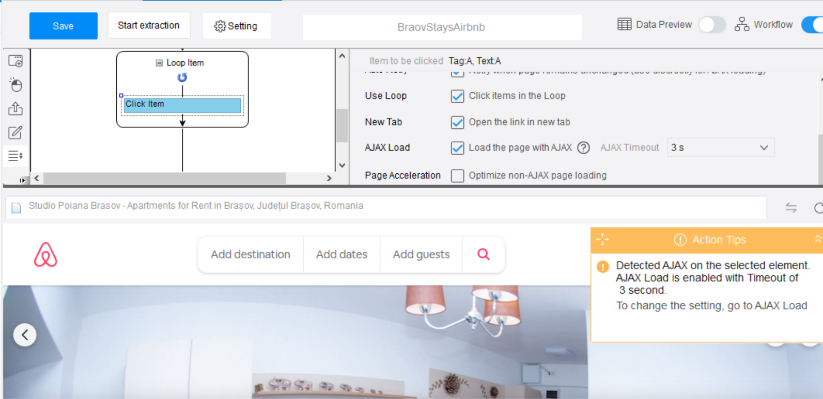 Save
Start extraction
Setting
BraovStaysAirbnb
Data Preview
Workflow
Loop Item
Click Item
Item to be clicked Tag:A, Text:A
Use Loop Click items in the Loop
New Tab Open the link in new tab
AJAX Load Load the page with AJAX ? AJAX Timeout 3 s
Page Acceleration Optimize non-AJAX page loading
Studio Poiana Brasov - Apartments for Rent in Brașov, Județul Brașov, Romania
Add destination Add dates Add guests
Action Tips
Detected AJAX on the selected element.
AJAX Load is enabled with Timeout of
3 second.
To change the setting, go to AJAX Load